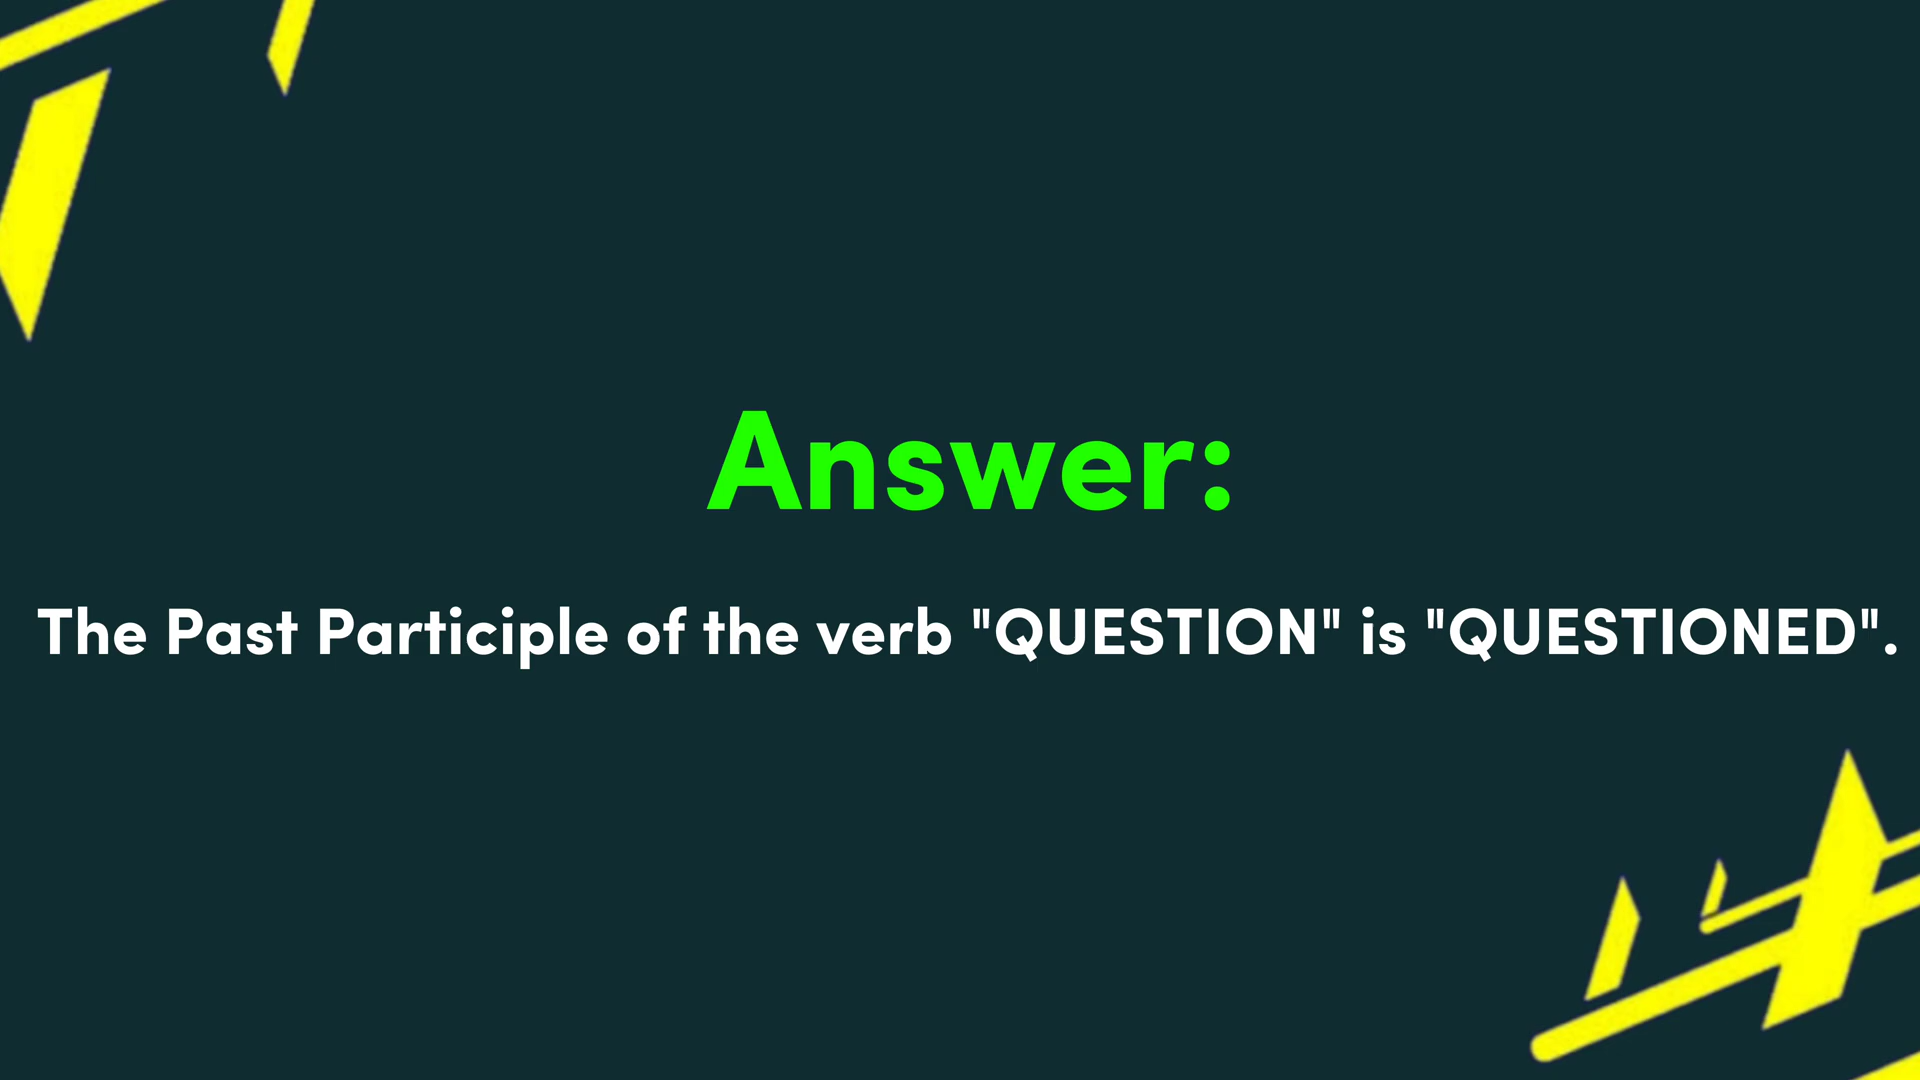 Answer:
The Past Participle of the verb "QUESTION" is "QUESTIONED".